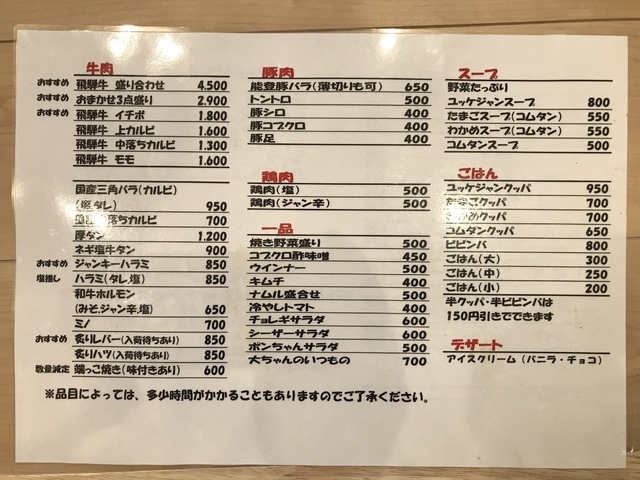 牛肉
おすすめ 飛騨牛 盛り合わせ 4.500
おすすめ おまかせ3点盛り 2.900
おすすめ 飛騨牛 イチボ 1.800
飛騨牛 上カルビ 1.600
飛騨牛 中落ちカルビ 1.300
飛騨牛 モモ 1.600
国産三角バラ(カルビ)
(塩,タレ) 950
落ちカルビ 700
厚タン 1.200
ネギ塩牛タン 900
おすすめ ジャンキーハラミ 850
塩推し ハラミ(タレ,塩) 850
和牛ホルモン
(みそ,ジャン辛,塩) 650
ミノ 700
おすすめ 炙りレバー(入荷待ちあり) 850
炙りハツ(入荷待ちあり) 850
数量減定 端っこ焼き(味付きあり) 600
豚肉
能登豚バラ(薄切りも可) 650
トントロ 500
豚シロ 400
豚コブクロ 400
豚足 400
鶏肉
鶏肉(塩) 500
鶏肉(ジャン辛) 500
一品
焼き野菜盛り 500
コブクロ酢味噌 450
ウインナー 500
キムチ 400
ナムル盛合せ 500
冷やしトマト 400
チョレギサラダ 600
シーザーサラダ 600
ポンちゃんサラダ 500
大ちゃんのいつもの 700
スープ
野菜たっぷり
ユッケジャンスープ 800
たまごスープ(コムタン) 550
わかめスープ(コムタン) 550
コムタンスープ 500
ごはん
ユッケジャンクッパ 950
たまごクッパ 700
わかめクッパ 700
コムタンクッパ 650
ビビンバ 800
ごはん(大) 300
ごはん(中) 250
ごはん(小) 200
半クッパ・半ビビンバは
150円引きでできます
デザート
アイスクリーム(バニラ・チョコ)
※品目によっては、多少時間がかかることもありますのでご了承ください。